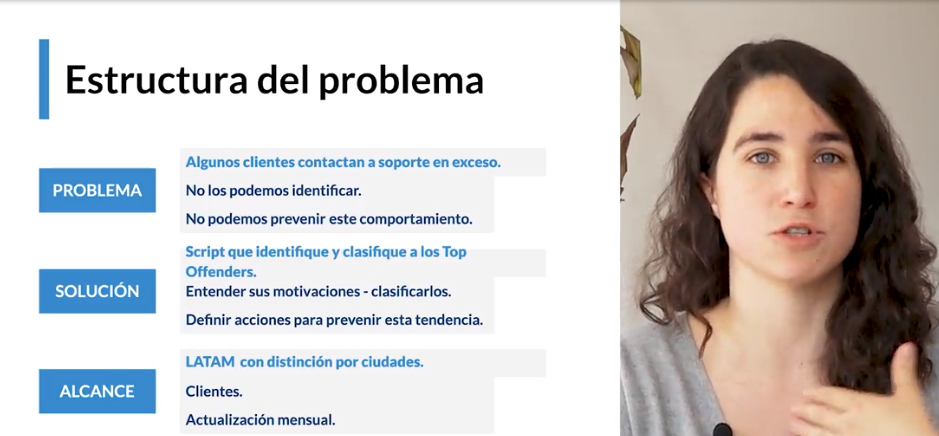 Estructura del problema
PROBLEMA
Algunos clientes contactan a soporte en exceso.
No los podemos identificar.
No podemos prevenir este comportamiento.
SOLUCIÓN
Script que identifique y clasifique a los Top
Offenders.
Entender sus motivaciones - clasificarlos.
Definir acciones para prevenir esta tendencia.
ALCANCE
LATAM con distinción por ciudades.
Clientes.
Actualización mensual.